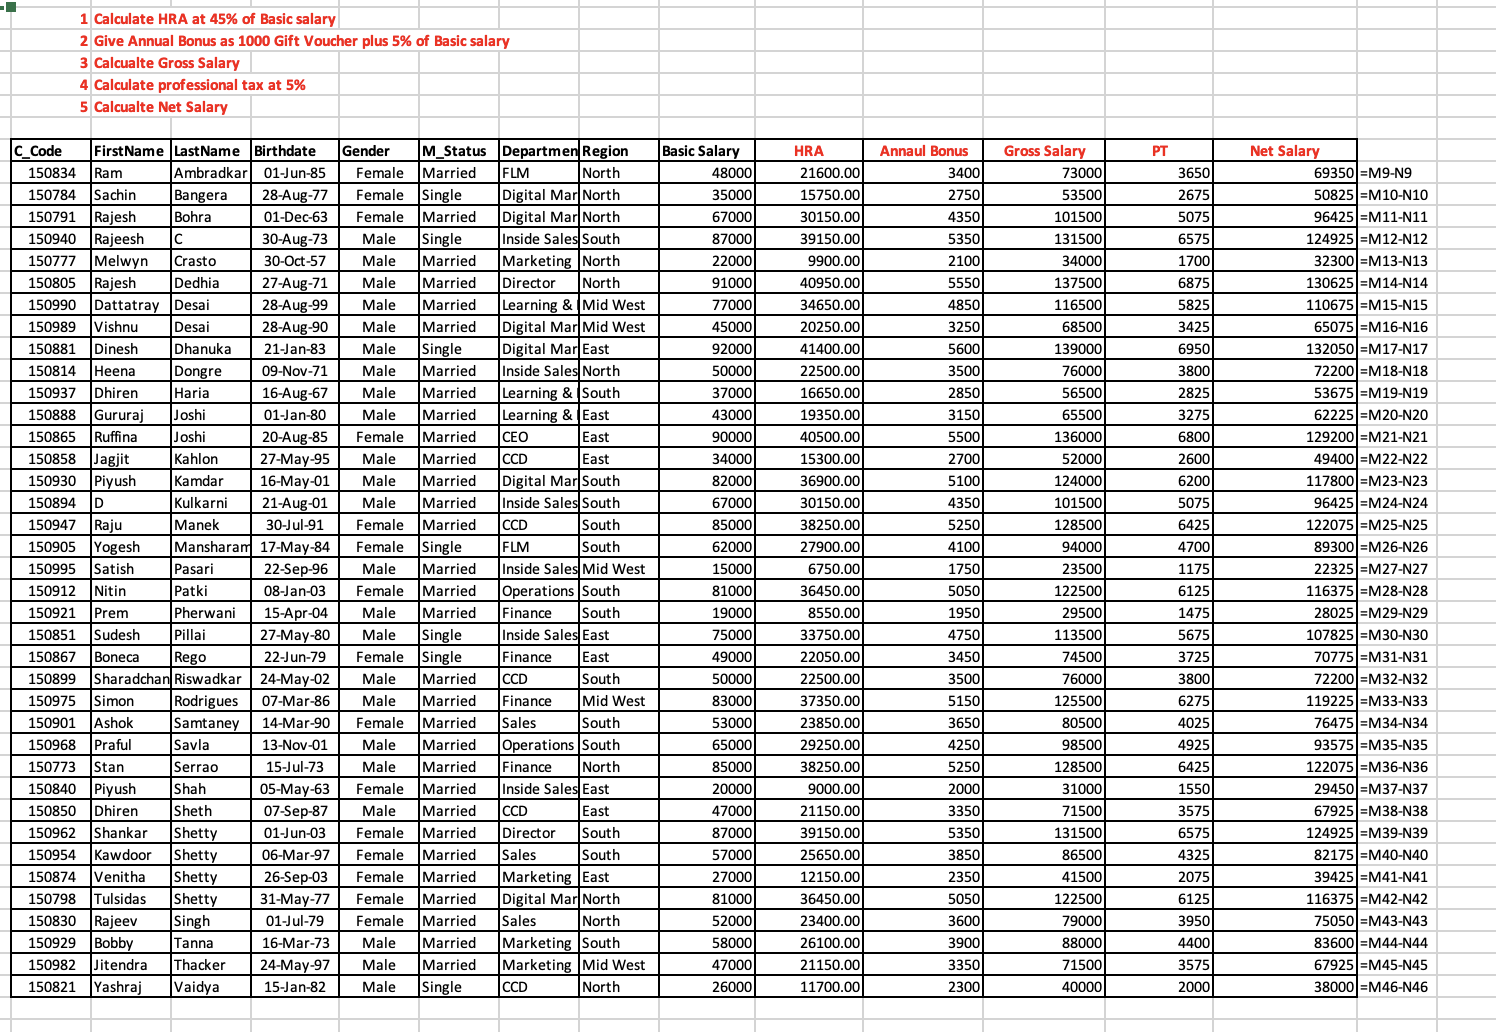 1 Calculate HRA at 45% of Basic salary
2 Give Annual Bonus as 1000 Gift Voucher plus 5% of Basic salary
3 Calcualte Gross Salary
4 Calculate professional tax at 5%
5 Calcualte Net Salary
C_Code FirstName LastName Birthdate Gender M_Status Departmen Region Basic Salary HRA Annaul Bonus Gross Salary PT Net Salary
150834 Ram Ambradkar 01-Jun-85 Female Married FLM North 48000 21600.00 3400 73000 3650 69350 =M9-N9
150784 Sachin Bangera 28-Aug-77 Female Single Digital Mar North 35000 15750.00 2750 53500 2675 50825 =M10-N10
150791 Rajesh Bohra 01-Dec-63 Female Married Digital Mar North 67000 30150.00 4350 101500 5075 96425 =M11-N11
150940 Rajeesh C 30-Aug-73 Male Single Inside Sales South 87000 39150.00 5350 131500 6575 124925 =M12-N12
150777 Melwyn Crasto 30-Oct-57 Male Married Marketing North 22000 9900.00 2100 34000 1700 32300 =M13-N13
150805 Rajesh Dedhia 27-Aug-71 Male Married Director North 91000 40950.00 5550 137500 6875 130625 =M14-N14
150990 Dattatray Desai 28-Aug-99 Male Married Learning & Mid West 77000 34650.00 4850 116500 5825 110675 =M15-N15
150989 Vishnu Desai 28-Aug-90 Male Married Digital Mar Mid West 45000 20250.00 3250 68500 3425 65075 =M16-N16
150881 Dinesh Dhanuka 21-Jan-83 Male Single Digital Mar East 92000 41400.00 5600 139000 6950 132050 =M17-N17
150814 Heena Dongre 09-Nov-71 Male Married Inside Sales North 50000 22500.00 3500 76000 3800 72200 =M18-N18
150937 Dhiren Haria 16-Aug-67 Male Married Learning & South 37000 16650.00 2850 56500 2825 53675 =M19-N19
150888 Gururaj Joshi 01-Jan-80 Male Married Learning & East 43000 19350.00 3150 65500 3275 62225 =M20-N20
150865 Ruffina Joshi 20-Aug-85 Female Married CEO East 90000 40500.00 5500 136000 6800 129200 =M21-N21
150858 Jagjit Kahlon 27-May-95 Male Married CCD East 34000 15300.00 2700 52000 2600 49400 =M22-N22
150930 Piyush Kamdar 16-May-01 Male Married Digital Mar South 82000 36900.00 5100 124000 6200 117800 =M23-N23
150894 D Kulkarni 21-Aug-01 Male Married Inside Sales South 67000 30150.00 4350 101500 5075 96425 =M24-N24
150947 Raju Manek 30-Jul-91 Female Married CCD South 85000 38250.00 5250 128500 6425 122075 =M25-N25
150905 Yogesh Mansharam 17-May-84 Female Single FLM South 62000 27900.00 4100 94000 4700 89300 =M26-N26
150995 Satish Pasari 22-Sep-96 Male Married Inside Sales Mid West 15000 6750.00 1750 23500 1175 22325 =M27-N27
150912 Nitin Patki 08-Jan-03 Female Married Operations South 81000 36450.00 5050 122500 6125 116375 =M28-N28
150921 Prem Pherwani 15-Apr-04 Male Married Finance South 19000 8550.00 1950 29500 1475 28025 =M29-N29
150851 Sudesh Pillai 27-May-80 Male Single Inside Sales East 75000 33750.00 4750 113500 5675 107825 =M30-N30
150867 Boneca Rego 22-Jun-79 Female Single Finance East 49000 22050.00 3450 74500 3725 70775 =M31-N31
150899 Sharadchan Riswadkar 24-May-02 Male Married CCD South 50000 22500.00 3500 76000 3800 72200 =M32-N32
150975 Simon Rodrigues 07-Mar-86 Male Married Finance Mid West 83000 37350.00 5150 125500 6275 119225 =M33-N33
150901 Ashok Samtaney 14-Mar-90 Female Married Sales South 53000 23850.00 3650 80500 4025 76475 =M34-N34
150968 Praful Savla 13-Nov-01 Male Married Operations South 65000 29250.00 4250 98500 4925 93575 =M35-N35
150773 Stan Serrao 15-Jul-73 Male Married Finance North 85000 38250.00 5250 128500 6425 122075 =M36-N36
150840 Piyush Shah 05-May-63 Female Married Inside Sales East 20000 9000.00 2000 31000 1550 29450 =M37-N37
150850 Dhiren Sheth 07-Sep-87 Male Married CCD East 47000 21150.00 3350 71500 3575 67925 =M38-N38
150962 Shankar Shetty 01-Jun-03 Female Married Director South 87000 39150.00 5350 131500 6575 124925 =M39-N39
150954 Kawdoor Shetty 06-Mar-97 Female Married Sales South 57000 25650.00 3850 86500 4325 82175 =M40-N40
150874 Venitha Shetty 26-Sep-03 Female Married Marketing East 27000 12150.00 2350 41500 2075 39425 =M41-N41
150798 Tulsidas Shetty 31-May-77 Female Married Digital Mar North 81000 36450.00 5050 122500 6125 116375 =M42-N42
150830 Rajeev Singh 01-Jul-79 Female Married Sales North 52000 23400.00 3600 79000 3950 75050 =M43-N43
150929 Bobby Tanna 16-Mar-73 Male Married Marketing South 58000 26100.00 3900 88000 4400 83600 =M44-N44
150982 Jitendra Thacker 24-May-97 Male Married Marketing Mid West 47000 21150.00 3350 71500 3575 67925 =M45-N45
150821 Yashraj Vaidya 15-Jan-82 Male Single CCD North 26000 11700.00 2300 40000 2000 38000 =M46-N46